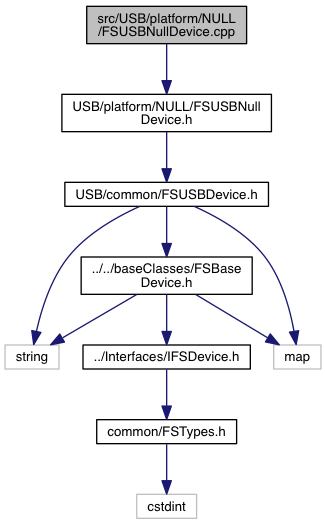 src/USB/platform/NULL
/FSUSBNullDevice.cpp
USB/platform/NULL/FSUSBNull
Device.h
USB/common/FSUSBDevice.h
../../baseClasses/FSBase
Device.h
string
../Interfaces/IFSDevice.h
map
common/FSTypes.h
cstdint